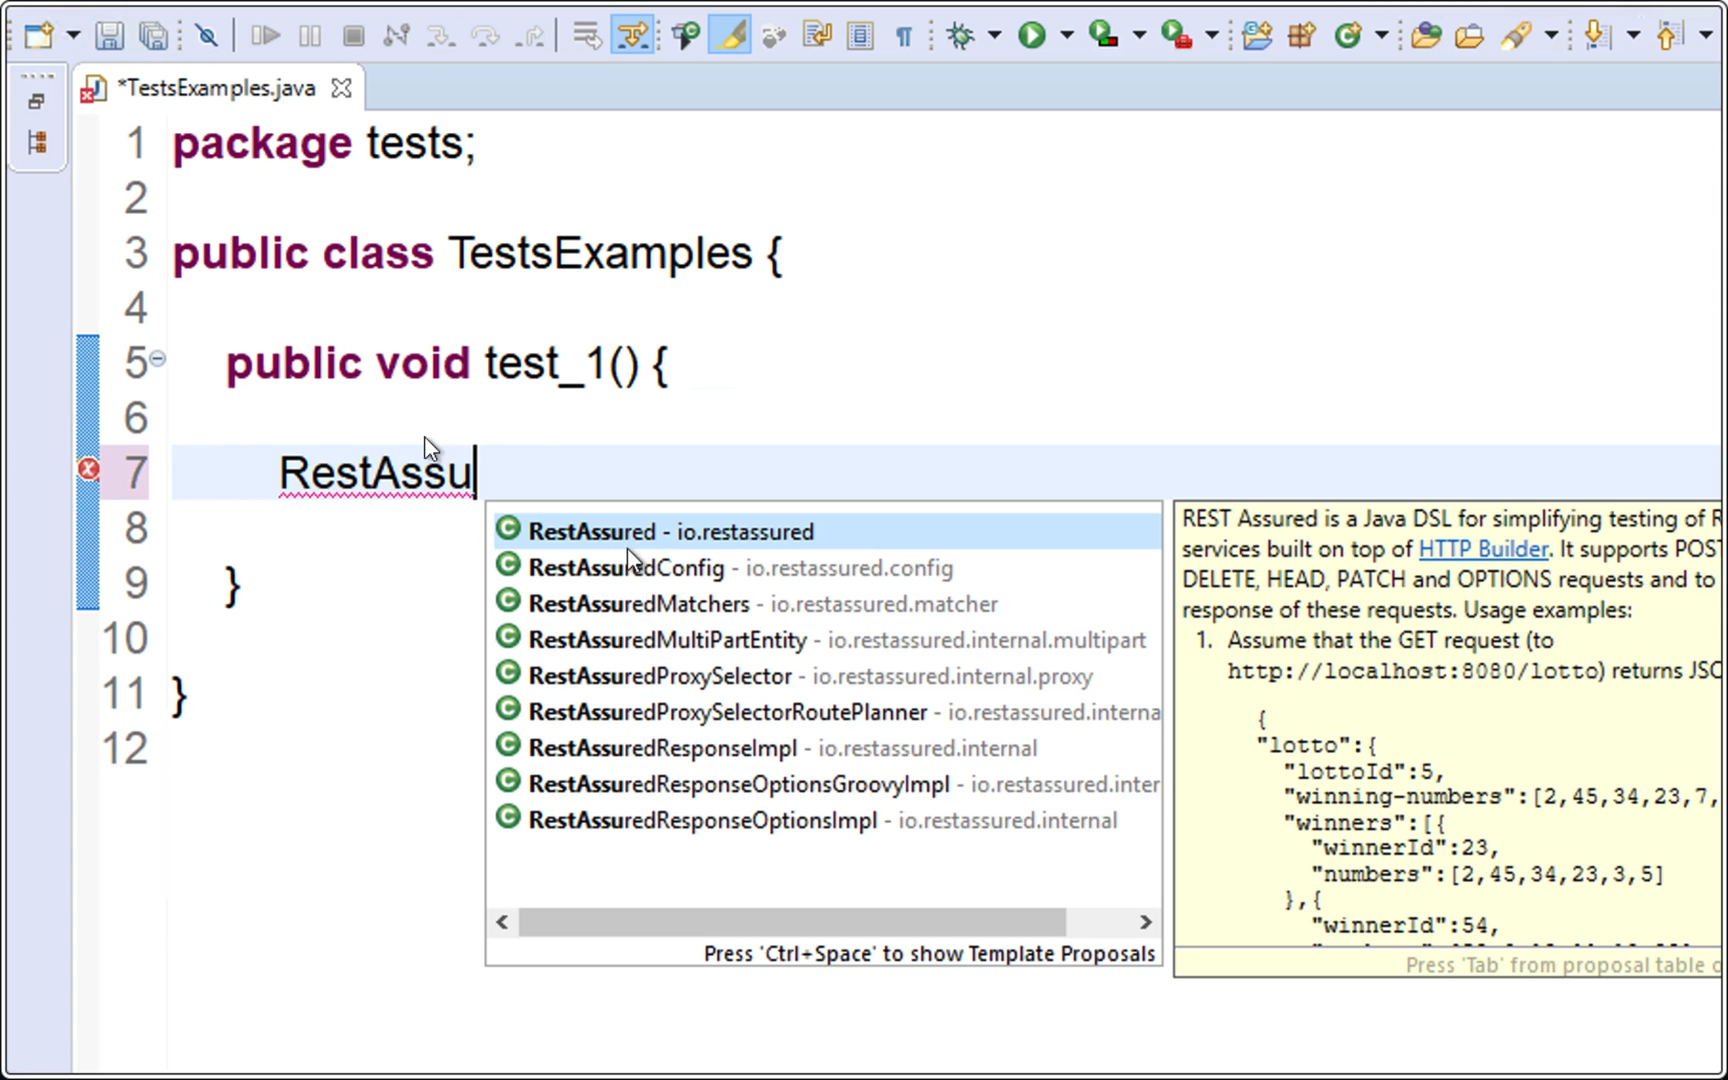 *TestsExamples.java
1 package tests;
2
3 public class TestsExamples {
4
5 public void test_1() {
6
7 RestAssu
8
9 }
10
11 }
12
RestAssured - io.restassured
RestAssuredConfig - io.restassured.config
RestAssuredMatchers - io.restassured.matcher
RestAssuredMultiPartEntity - io.restassured.internal.multipart
RestAssuredProxySelector - io.restassured.internal.proxy
RestAssuredProxySelectorRoutePlanner - io.restassured.interna
RestAssuredResponseImpl - io.restassured.internal
RestAssuredResponseOptionsGroovyImpl - io.restassured.inter
RestAssuredResponseOptionsImpl - io.restassured.internal
Press 'Ctrl+Space' to show Template Proposals
REST Assured is a Java DSL for simplifying testing of R
services built on top of HTTP Builder. It supports POST
DELETE, HEAD, PATCH and OPTIONS requests and to
response of these requests. Usage examples:
1. Assume that the GET request (to
http://localhost:8080/lotto) returns JSO
{
"lotto":{
"lottoId":5,
"winning-numbers":[2,45,34,23,7,
"winners":[{
"winnerId":23,
"numbers":[2,45,34,23,3,5]
},{
"winnerId":54,
Press 'Tab' from proposal table o